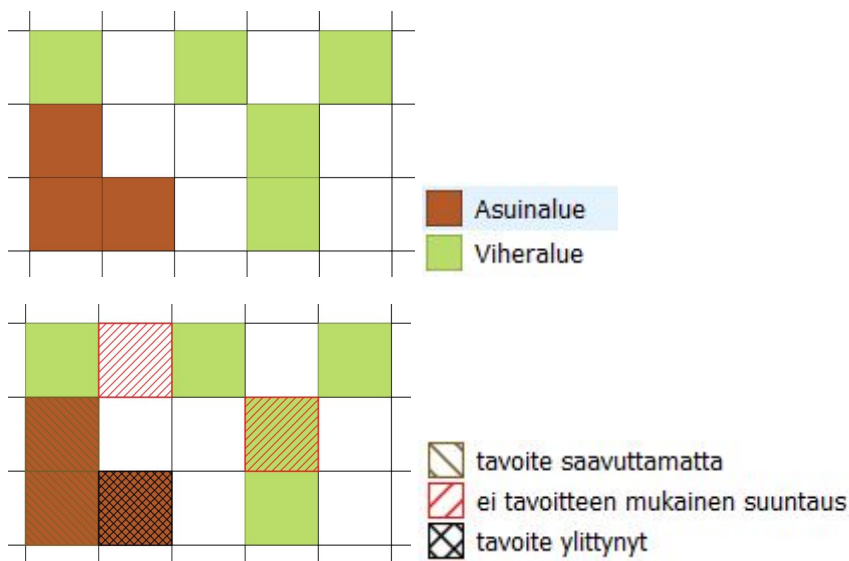 Asuinalue
Viheralue
tavoite saavuttamatta
ei tavoitteen mukainen suuntaus
tavoite ylittynyt